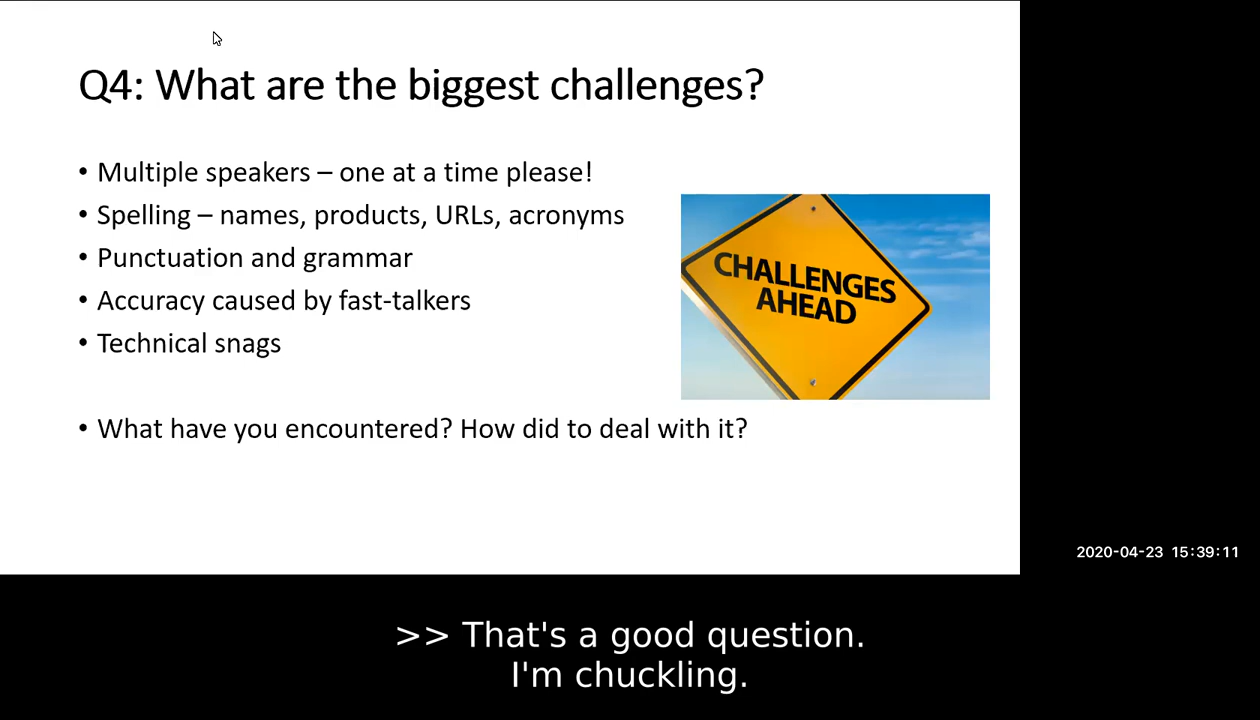 Q4: What are the biggest challenges?
• Multiple speakers – one at a time please!
• Spelling – names, products, URLs, acronyms
• Punctuation and grammar
• Accuracy caused by fast-talkers
• Technical snags
• What have you encountered? How did to deal with it?
CHALLENGES
AHEAD
2020-04-23 15:39:11
>> That's a good question.
I'm chuckling.